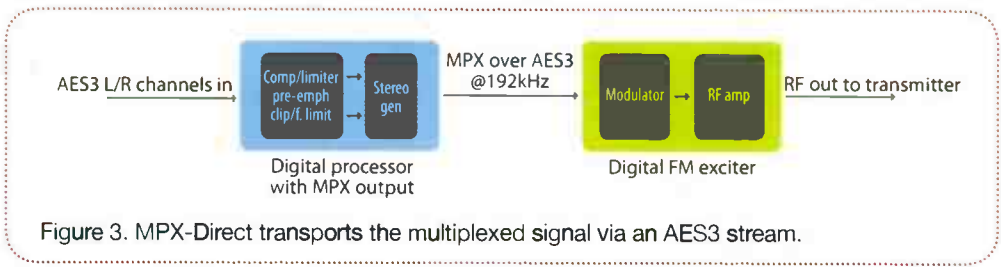 AES3 L/R channels in
Comp/limiter
pre-emph
clip/f. limit
Stereo
gen
Digital processor
with MPX output
MPX over AES3
@192kHz
Modulator
RF amp
Digital FM exciter
RF out to transmitter
Figure 3. MPX-Direct transports the multiplexed signal via an AES3 stream.